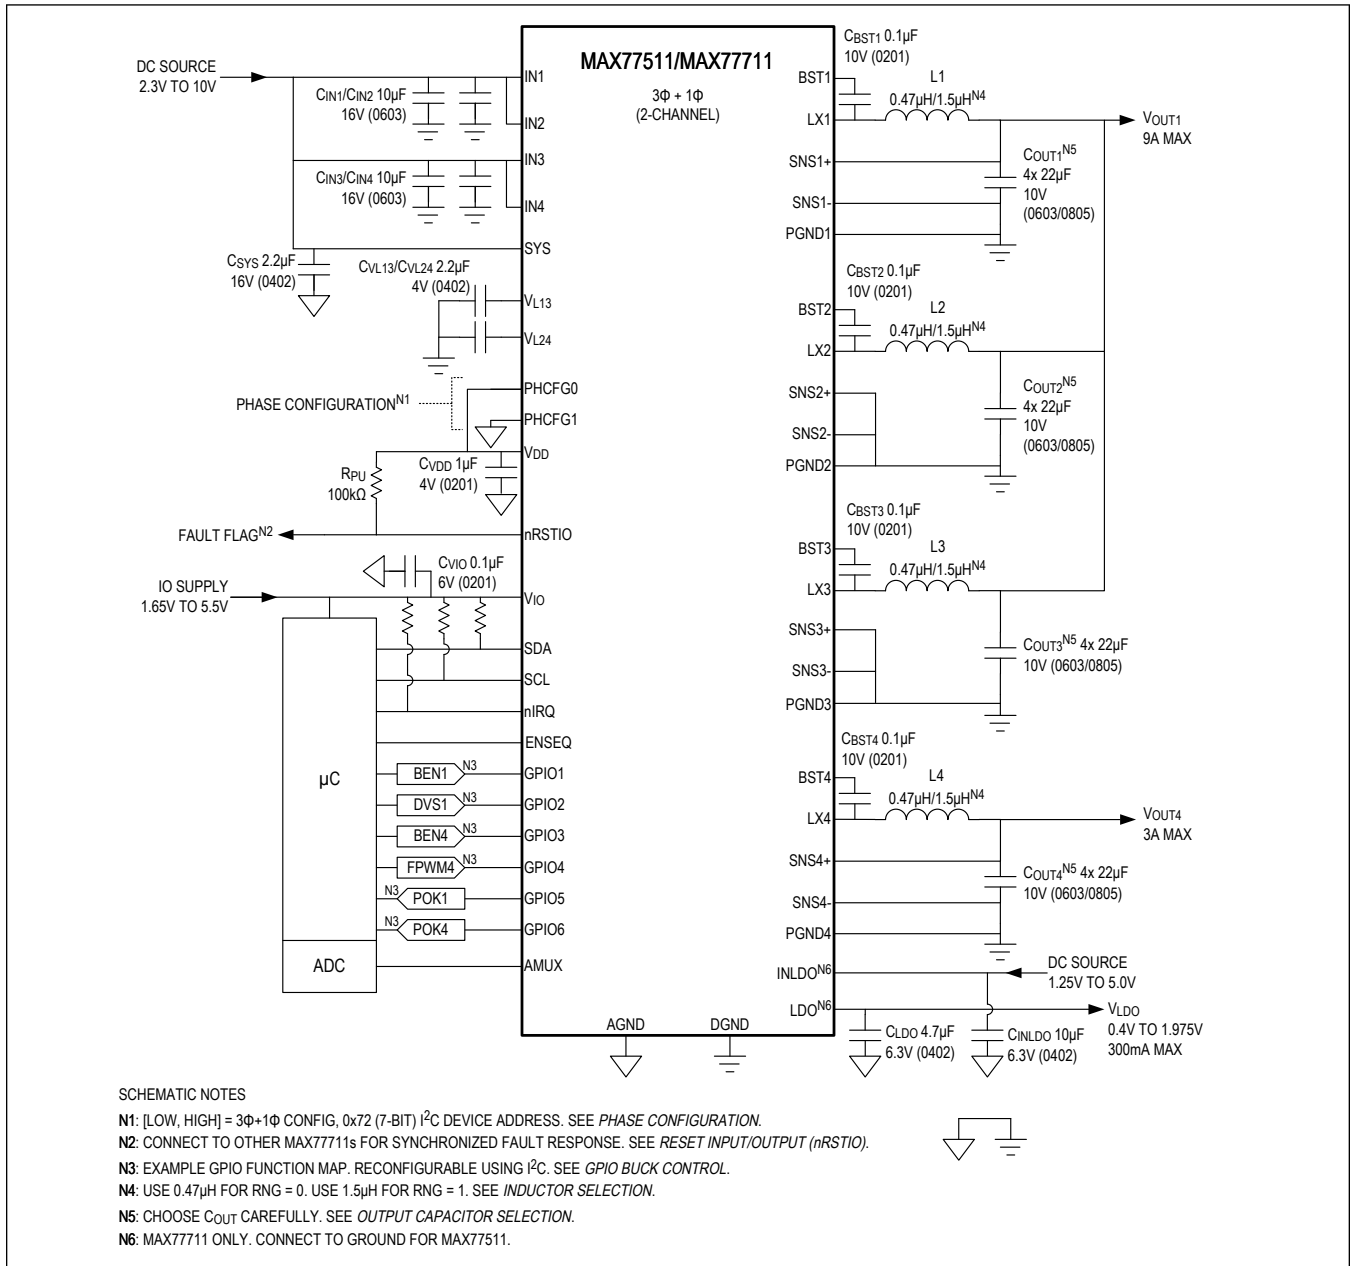 MAX77511/MAX77711
3Φ + 1Φ
(2-CHANNEL)
DC SOURCE
2.3V TO 10V
CIN1/CIN2 10µF
16V (0603)
CIN3/CIN4 10µF
16V (0603)
CSYS 2.2µF
16V (0402)
CVL13/CVL24 2.2µF
4V (0402)
PHASE CONFIGURATIONN1
CVDD 1µF
4V (0201)
RPU
100kΩ
FAULT FLAGN2
CVIO 0.1µF
6V (0201)
IO SUPPLY
1.65V TO 5.5V
µC
ADC
BEN1 N3
DVS1 N3
BEN4 N3
FPWM4 N3
N3 POK1
N3 POK4
IN1
IN2
IN3
IN4
SYS
VL13
VL24
PHCFG0
PHCFG1
VDD
nRSTIO
VIO
SDA
SCL
nIRQ
ENSEQ
GPIO1
GPIO2
GPIO3
GPIO4
GPIO5
GPIO6
AMUX
AGND
DGND
BST1
LX1
SNS1+
SNS1-
PGND1
BST2
LX2
SNS2+
SNS2-
PGND2
BST3
LX3
SNS3+
SNS3-
PGND3
BST4
LX4
SNS4+
SNS4-
PGND4
INLDON6
LDON6
CBST1 0.1µF
10V (0201)
L1
0.47µH/1.5µHN4
VOUT1
9A MAX
COUT1N5
4x 22µF
10V
(0603/0805)
CBST2 0.1µF
10V (0201)
L2
0.47µH/1.5µHN4
COUT2N5
4x 22µF
10V
(0603/0805)
CBST3 0.1µF
10V (0201)
L3
0.47µH/1.5µHN4
COUT3N5 4x 22µF
10V (0603/0805)
CBST4 0.1µF
10V (0201)
L4
0.47µH/1.5µHN4
VOUT4
3A MAX
COUT4N5 4x 22µF
10V (0603/0805)
DC SOURCE
1.25V TO 5.0V
VLDO
0.4V TO 1.975V
300mA MAX
CLDO 4.7µF
6.3V (0402)
CINLDO 10µF
6.3V (0402)
SCHEMATIC NOTES
N1: [LOW, HIGH] = 3Φ+1Φ CONFIG, 0x72 (7-BIT) I2C DEVICE ADDRESS. SEE PHASE CONFIGURATION.
N2: CONNECT TO OTHER MAX77711s FOR SYNCHRONIZED FAULT RESPONSE. SEE RESET INPUT/OUTPUT (nRSTIO).
N3: EXAMPLE GPIO FUNCTION MAP. RECONFIGURABLE USING I2C. SEE GPIO BUCK CONTROL.
N4: USE 0.47µH FOR RNG = 0. USE 1.5µH FOR RNG = 1. SEE INDUCTOR SELECTION.
N5: CHOOSE COUT CAREFULLY. SEE OUTPUT CAPACITOR SELECTION.
N6: MAX77711 ONLY. CONNECT TO GROUND FOR MAX77511.